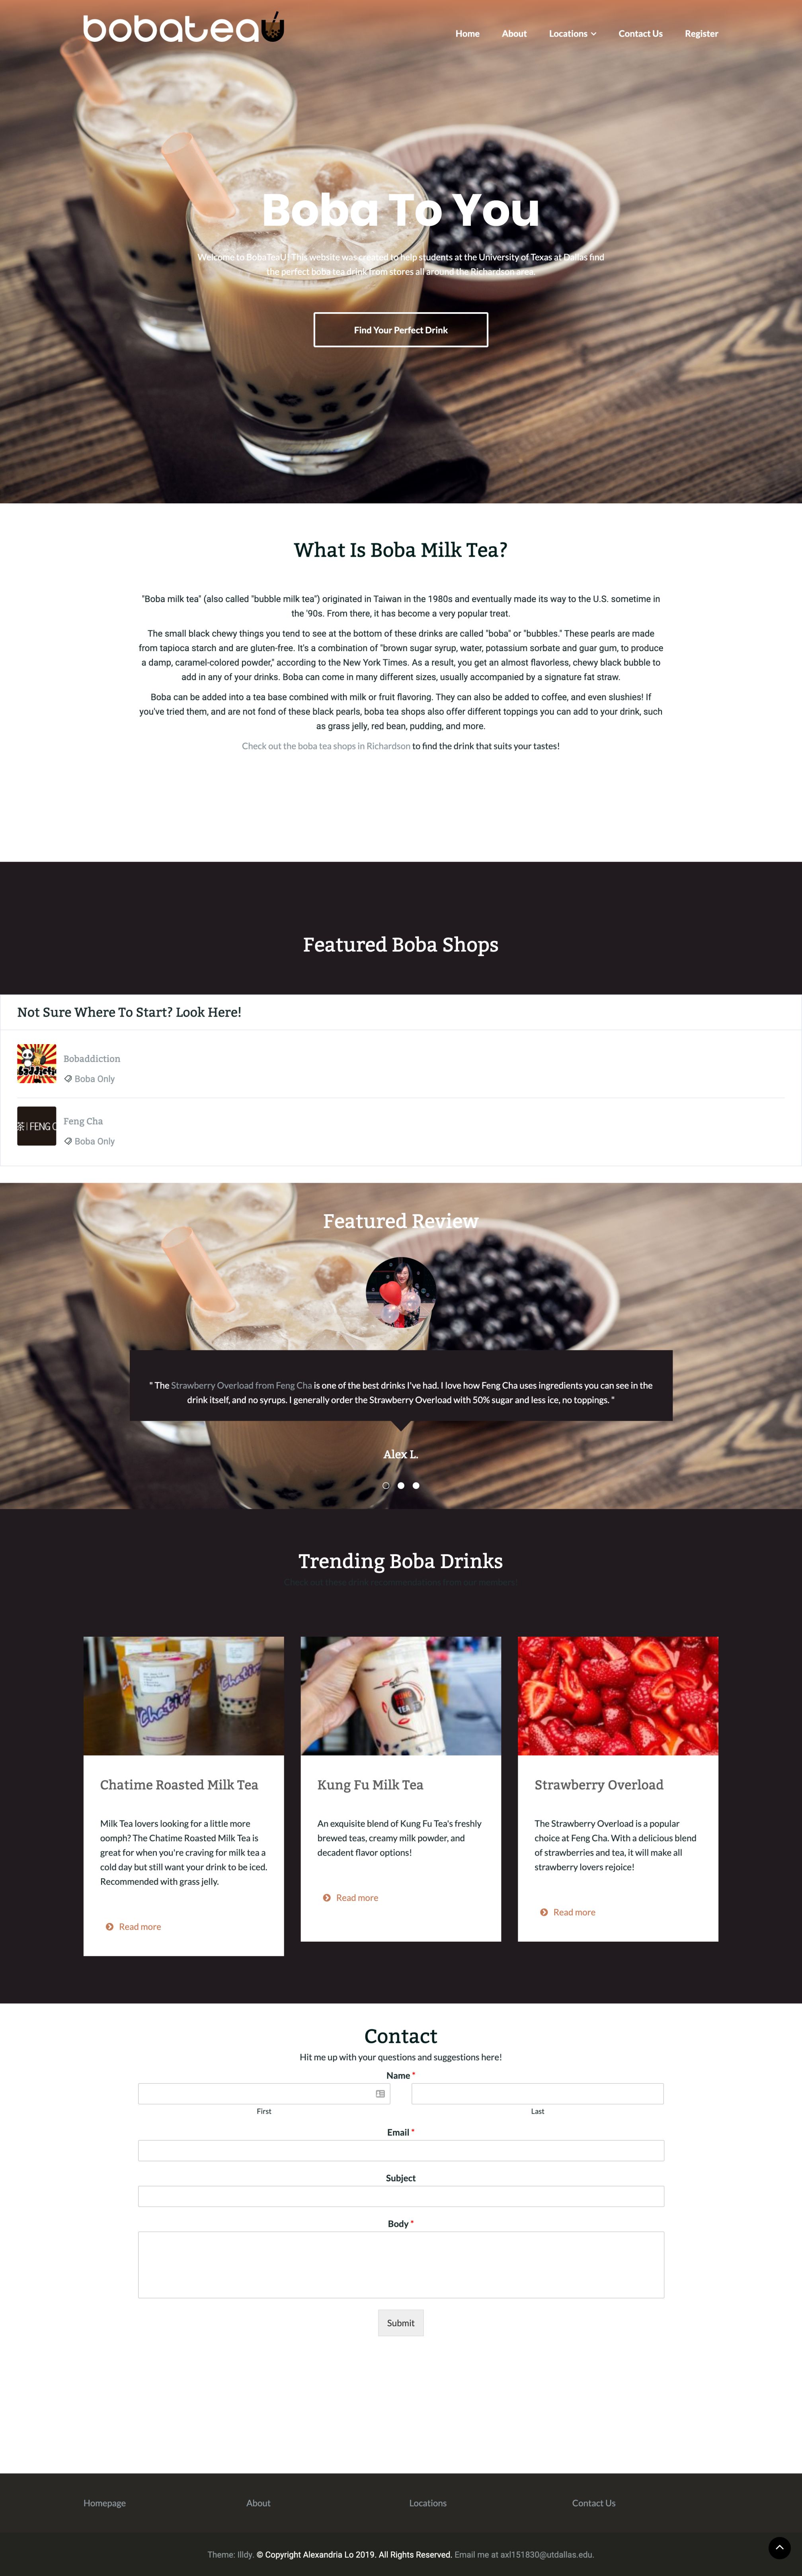 bobateau
Home About Locations Contact Us Register
Boba To You
Welcome to BobaTeaU! This website was created to help students at the University of Texas at Dallas find
the perfect boba tea drink from stores all around the Richardson area.
Find Your Perfect Drink
What Is Boba Milk Tea?
"Boba milk tea" (also called "bubble milk tea") originated in Taiwan in the 1980s and eventually made its way to the U.S. sometime in
the '90s. From there, it has become a very popular treat.
The small black chewy things you tend to see at the bottom of these drinks are called "boba" or "bubbles." These pearls are made
from tapioca starch and are gluten-free. It's a combination of "brown sugar syrup, water, potassium sorbate and guar gum, to produce
a damp, caramel-colored powder," according to the New York Times. As a result, you get an almost flavorless, chewy black bubble to
add in any of your drinks. Boba can come in many different sizes, usually accompanied by a signature fat straw.
Boba can be added into a tea base combined with milk or fruit flavoring. They can also be added to coffee, and even slushies! If
you've tried them, and are not fond of these black pearls, boba tea shops also offer different toppings you can add to your drink, such
as grass jelly, red bean, pudding, and more.
Check out the boba tea shops in Richardson to find the drink that suits your tastes!
Featured Boba Shops
Not Sure Where To Start? Look Here!
Bobaddiction
Boba Only
茶 | FENG C
Feng Cha
Boba Only
Featured Review
" The Strawberry Overload from Feng Cha is one of the best drinks I've had. I love how Feng Cha uses ingredients you can see in the
drink itself, and no syrups. I generally order the Strawberry Overload with 50% sugar and less ice, no toppings. "
Alex L.
Trending Boba Drinks
Chatime
Chatime Roasted Milk Tea
Milk Tea lovers looking for a little more
oomph? The Chatime Roasted Milk Tea is
great for when you're craving for milk tea a
cold day but still want your drink to be iced.
Recommended with grass jelly.
Read more
Kung Fu Milk Tea
An exquisite blend of Kung Fu Tea's freshly
brewed teas, creamy milk powder, and
decadent flavor options!
Read more
Strawberry Overload
The Strawberry Overload is a popular
choice at Feng Cha. With a delicious blend
of strawberries and tea, it will make all
strawberry lovers rejoice!
Read more
Contact
Hit me up with your questions and suggestions here!
Name *
First Last
Email *
Subject
Body *
Submit
Homepage About Locations Contact Us
Theme: Illdy. © Copyright Alexandria Lo 2019. All Rights Reserved. Email me at axl151830@utdallas.edu.